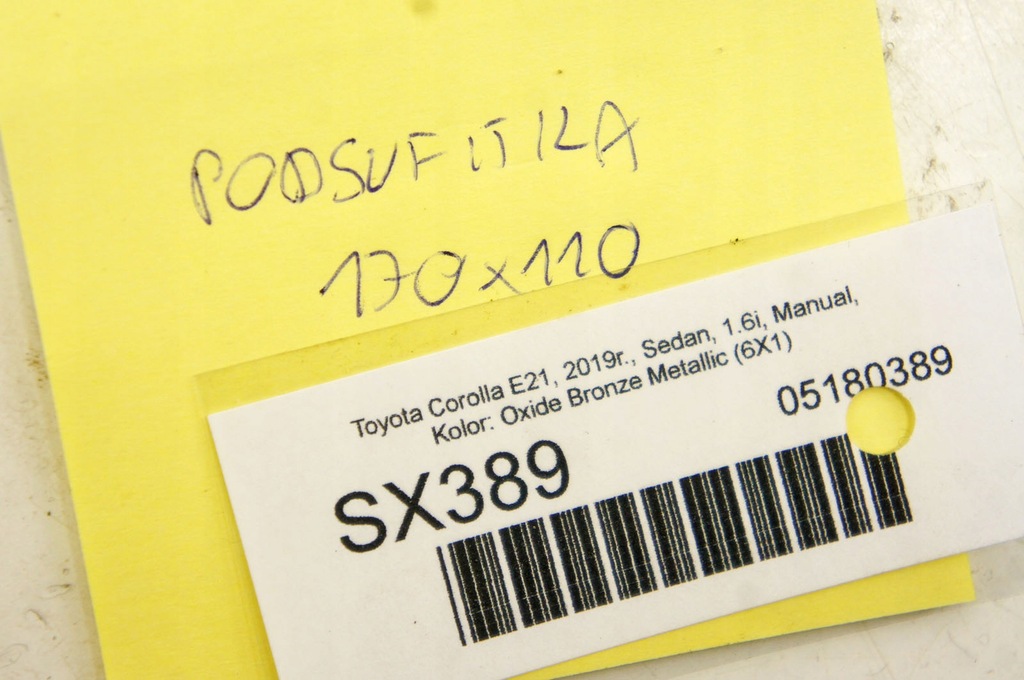 PODSUFITKA
170x110
Toyota Corolla E21, 2019r., Sedan, 1.6i, Manual,
Kolor: Oxide Bronze Metallic (6X1)
05180389
SX389